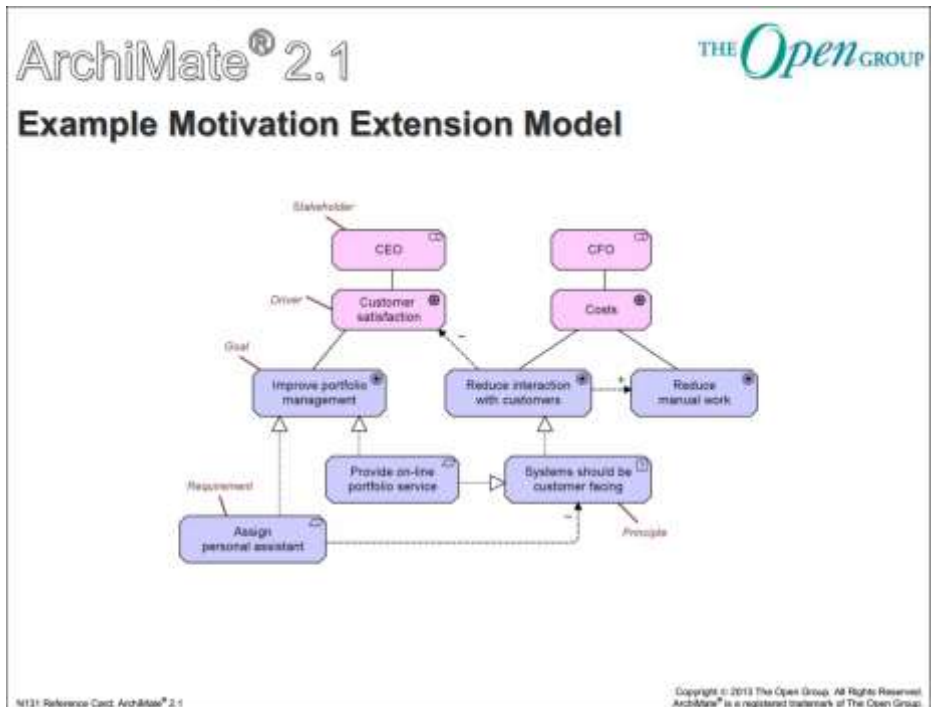 ArchiMate® 2.1
THE Open GROUP
Example Motivation Extension Model
Stakeholder
CEO
CFO
Driver
Customer
satisfaction
Costs
–
Goal
Improve portfolio
management
Reduce interaction
with customers
+
Reduce
manual work
Provide on-line
portfolio service
Systems should be
customer facing
Requirement
–
Assign
personal assistant
Principle
N131 Reference Card: ArchiMate® 2.1
Copyright © 2013 The Open Group. All Rights Reserved.
ArchiMate® is a registered trademark of The Open Group.